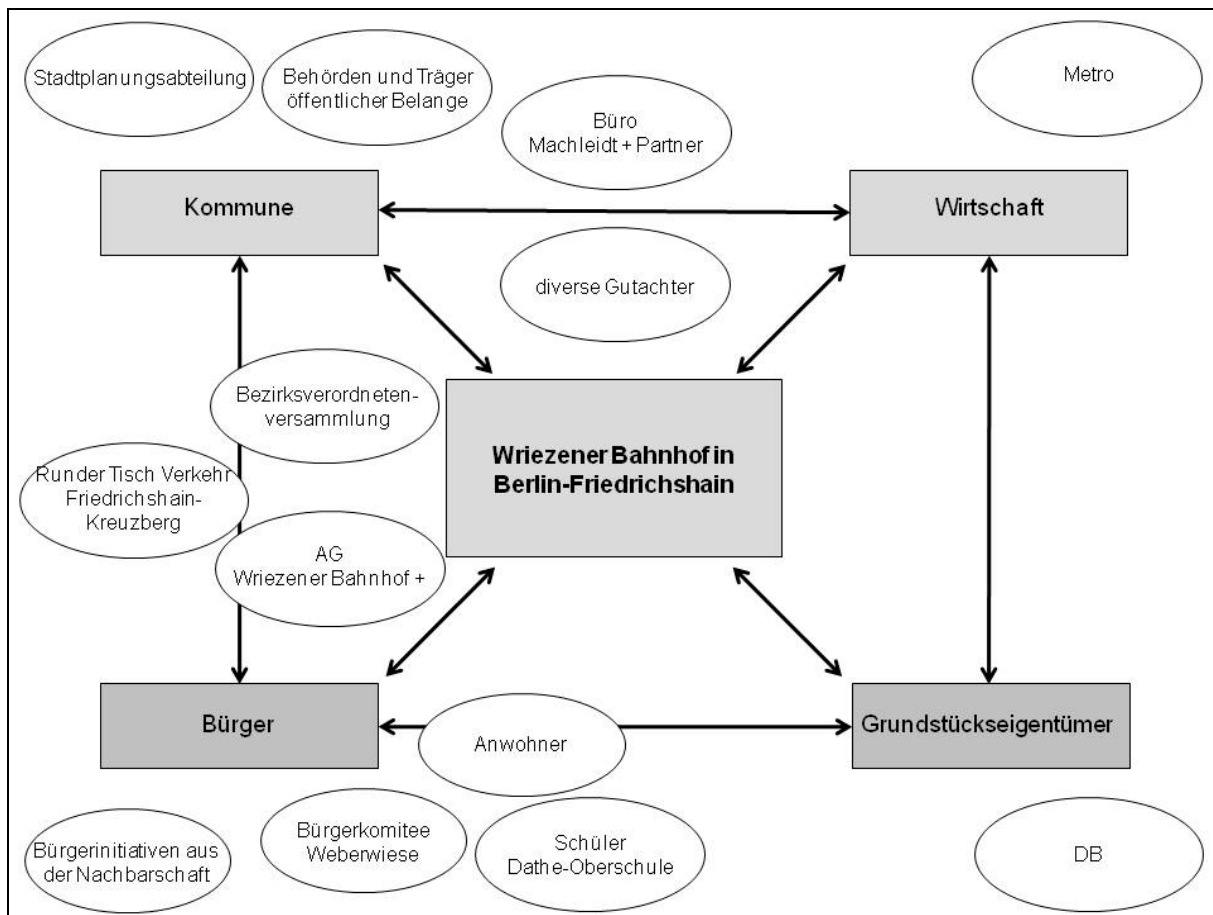 Stadtplanungsabteilung
Behörden und Träger
öffentlicher Belange
Büro
Machleidt + Partner
Metro
Kommune
Wirtschaft
diverse Gutachter
Bezirksverordneten-
versammlung
Wriezener Bahnhof in
Berlin-Friedrichshain
Runder Tisch Verkehr
Friedrichshain-
Kreuzberg
AG
Wriezener Bahnhof +
Bürger
Grundstückseigentümer
Anwohner
Bürgerinitiativen aus
der Nachbarschaft
Bürgerkomitee
Weberwiese
Schüler
Dathe-Oberschule
DB